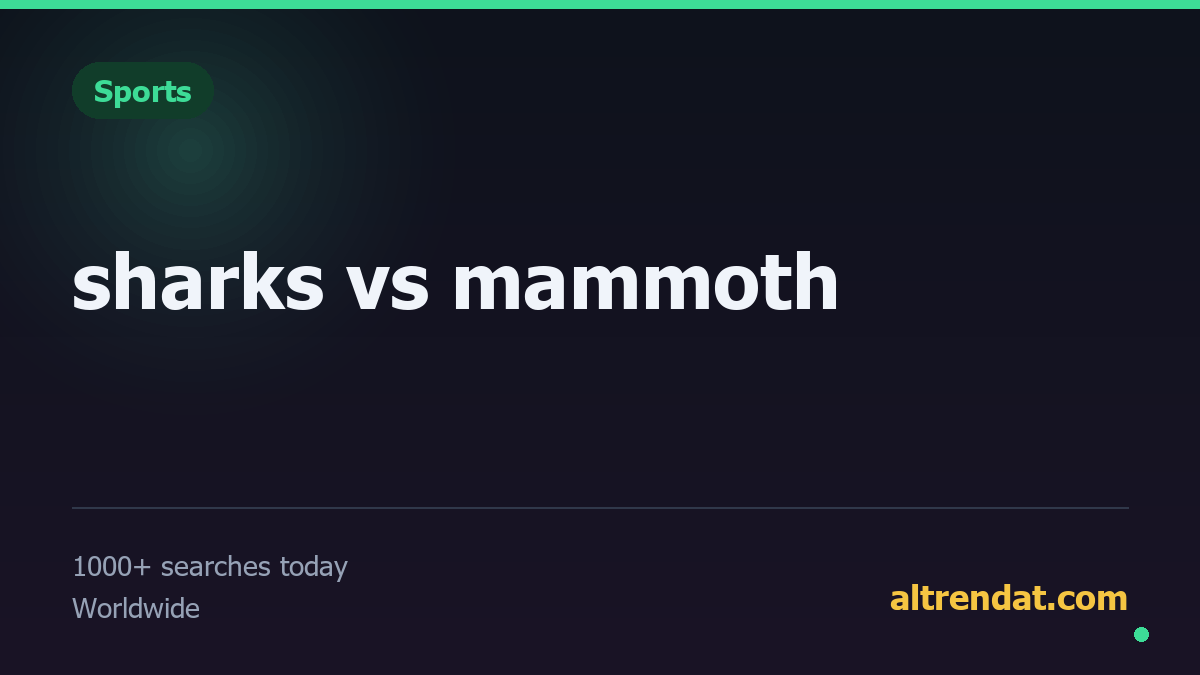 Sports
sharks vs mammoth
1000+ searches today
Worldwide
altrendat.com